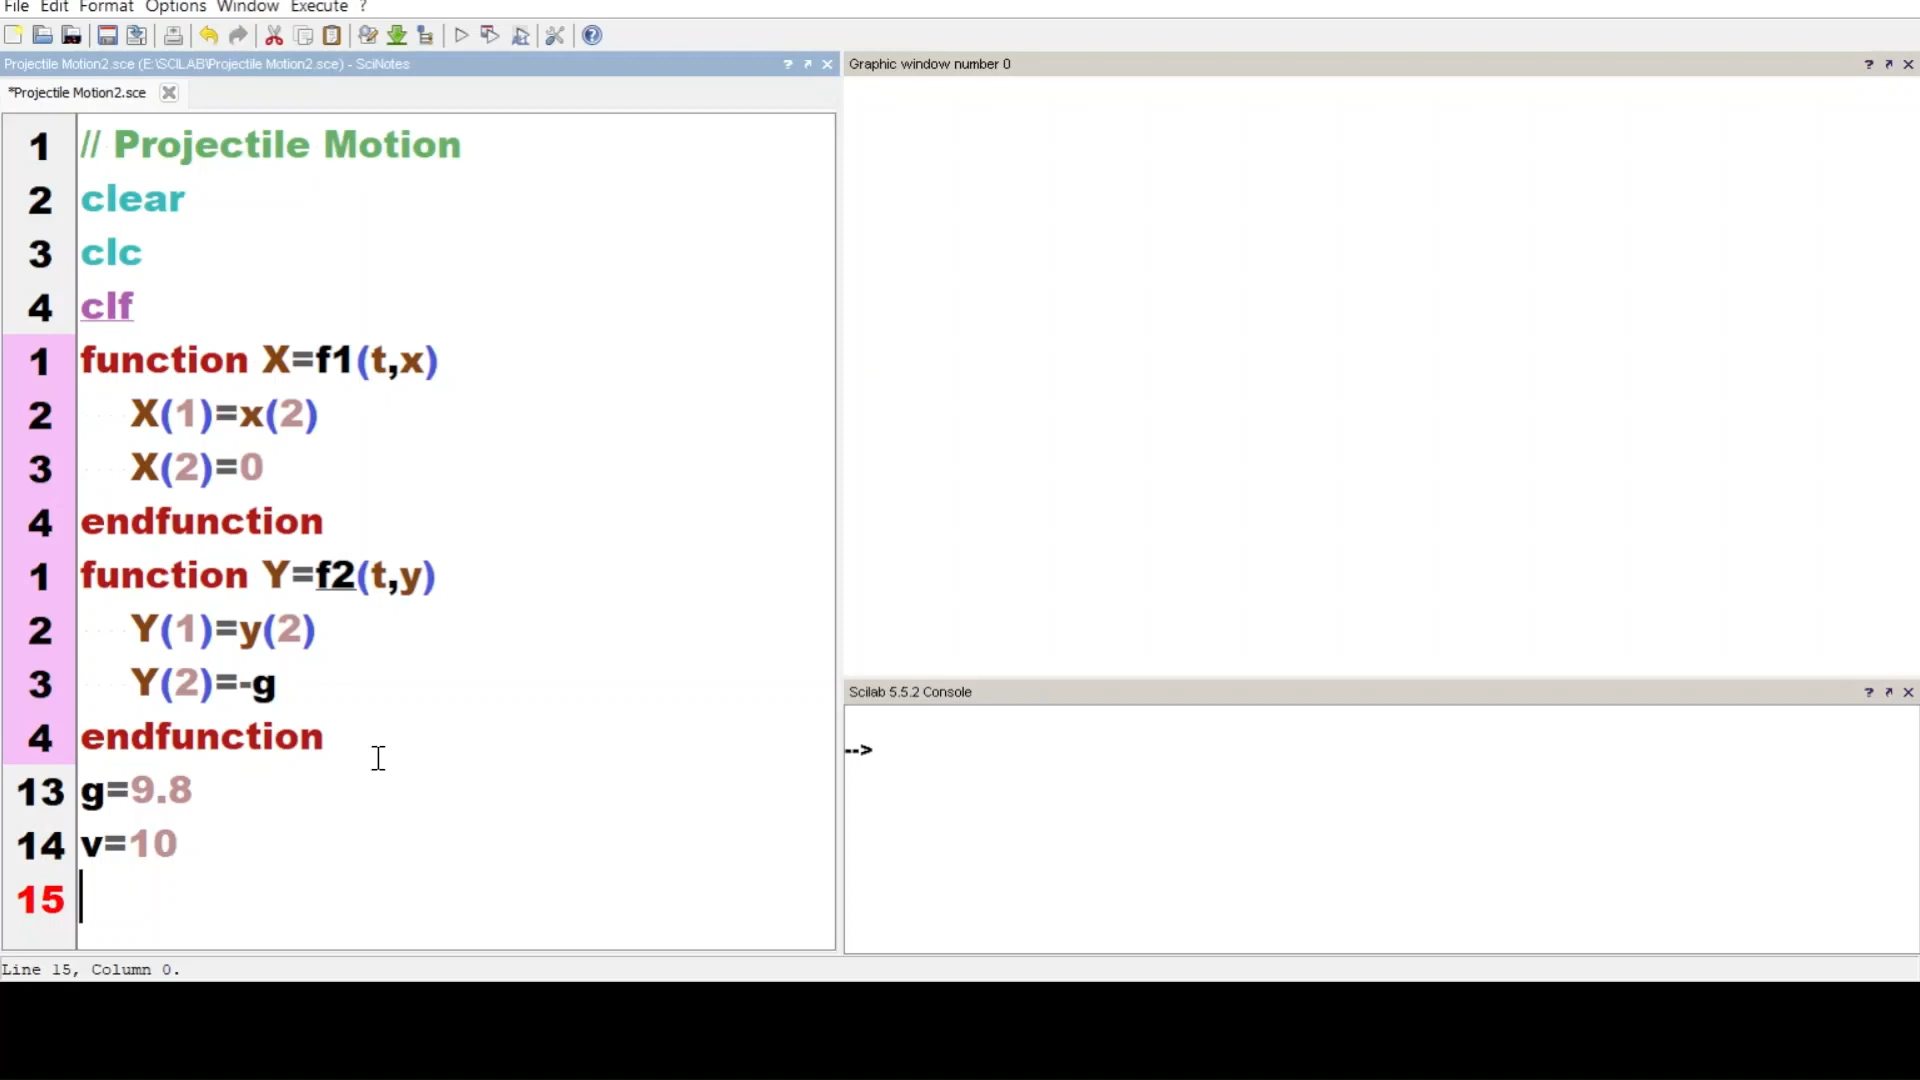 File Edit Format Options Window Execute ?
Projectile Motion2.sce (E:\SCILAB\Projectile Motion2.sce) - SciNotes
*Projectile Motion2.sce
1 // Projectile Motion
2 clear
3 clc
4 clf
1 function X=f1(t,x)
2 X(1)=x(2)
3 X(2)=0
4 endfunction
1 function Y=f2(t,y)
2 Y(1)=y(2)
3 Y(2)=-g
4 endfunction
13 g=9.8
14 v=10
15
Line 15, Column 0.
Graphic window number 0
Scilab 5.5.2 Console
-->